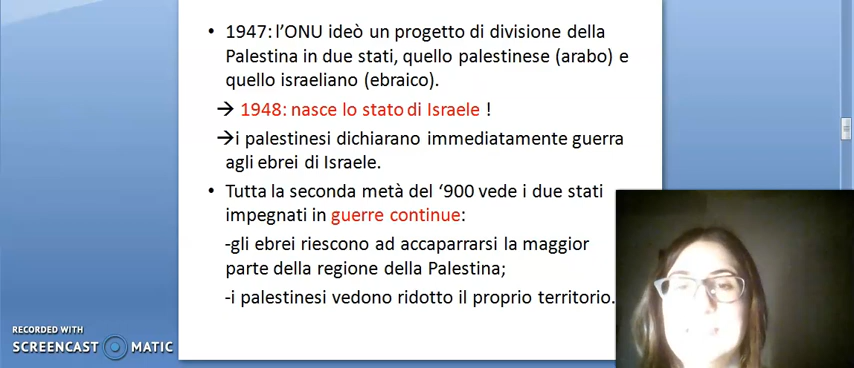 • 1947: l'ONU ideò un progetto di divisione della
Palestina in due stati, quello palestinese (arabo) e
quello israeliano (ebraico).
→ 1948: nasce lo stato di Israele !
→i palestinesi dichiarano immediatamente guerra
agli ebrei di Israele.
• Tutta la seconda metà del ‘900 vede i due stati
impegnati in guerre continue:
-gli ebrei riescono ad accaparrarsi la maggior
parte della regione della Palestina;
-i palestinesi vedono ridotto il proprio territorio.
RECORDED WITH
SCREENCAST MATIC